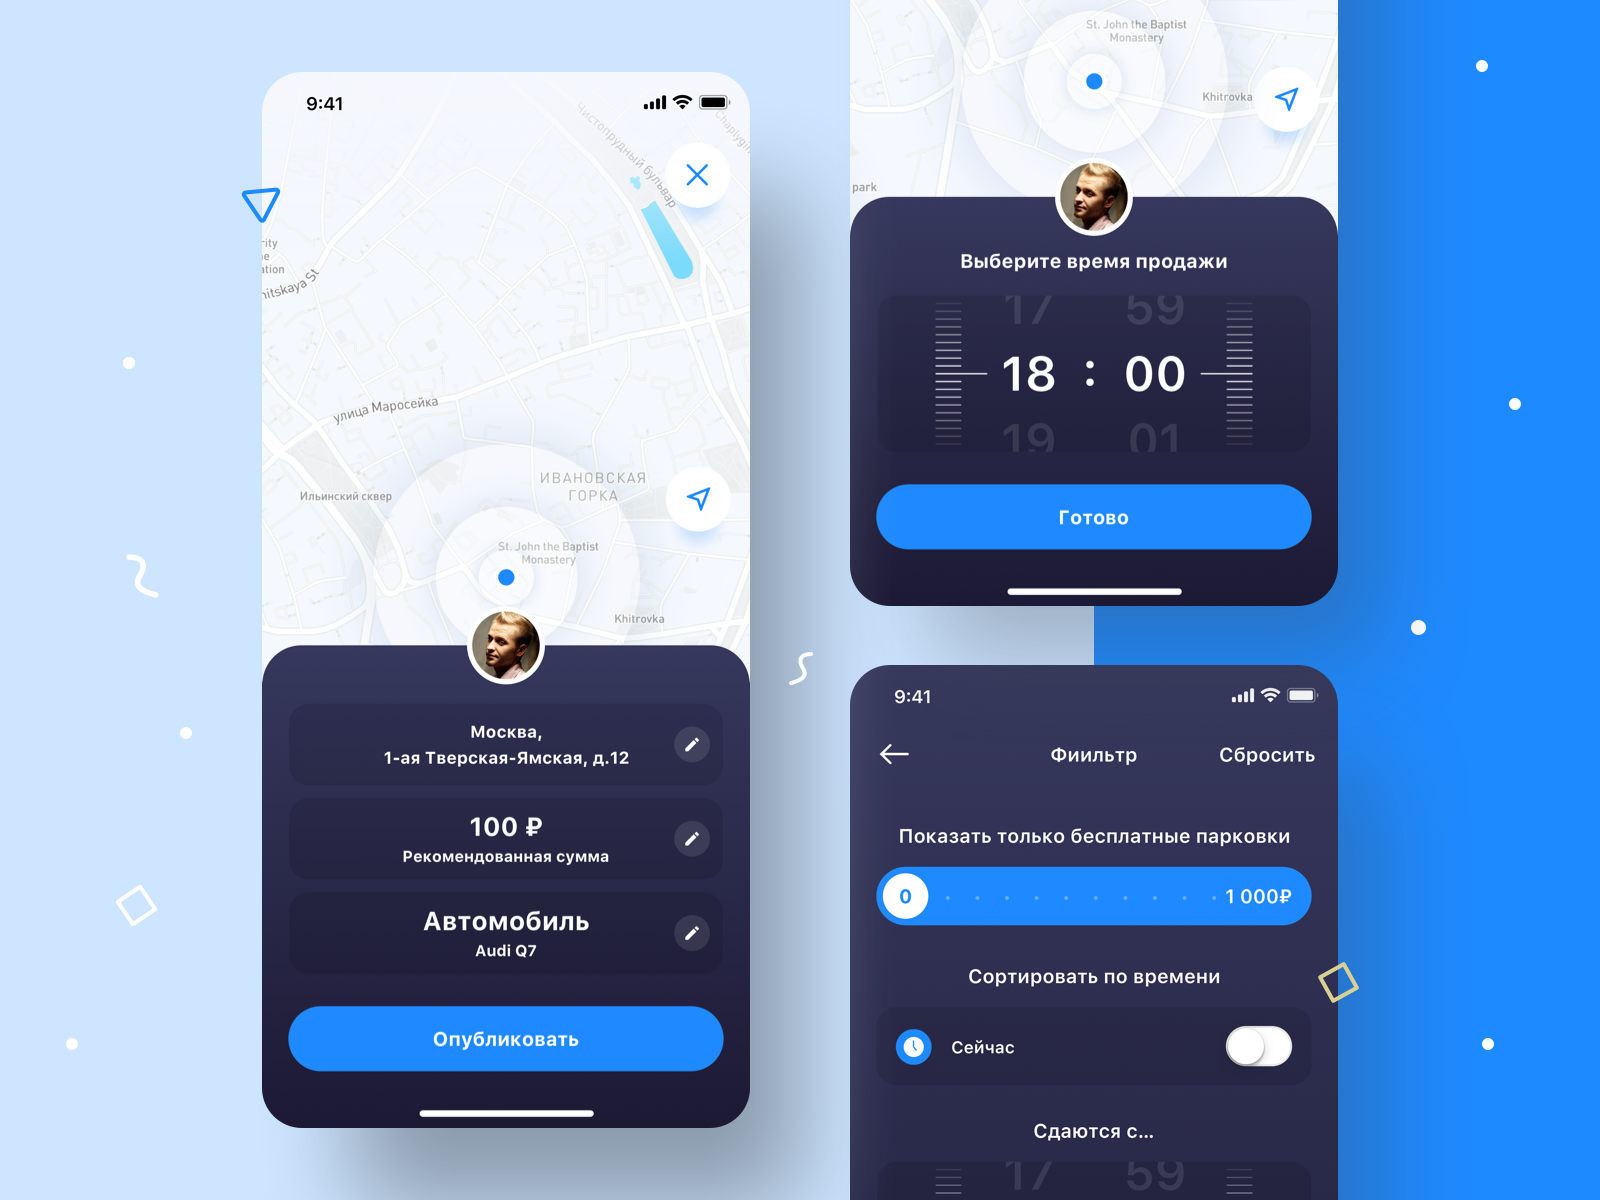 9:41
Чистопрудный бульвар
Chaplygin
rity
ne
ation
nitskaya St
улица Маросейка
ИВАНОВСКАЯ
ГОРКА
Ильинский сквер
St. John the Baptist
Monastery
Khitrovka
Москва,
1-ая Тверская-Ямская, д.12
100 ₽
Рекомендованная сумма
Автомобиль
Audi Q7
Опубликовать
St. John the Baptist
Monastery
Khitrovka
park
Выберите время продажи
17 59
18 : 00
19 01
Готово
9:41
Фиильтр
Сбросить
Показать только бесплатные парковки
0 1 000₽
Сортировать по времени
Сейчас
Сдаются с...
17 59